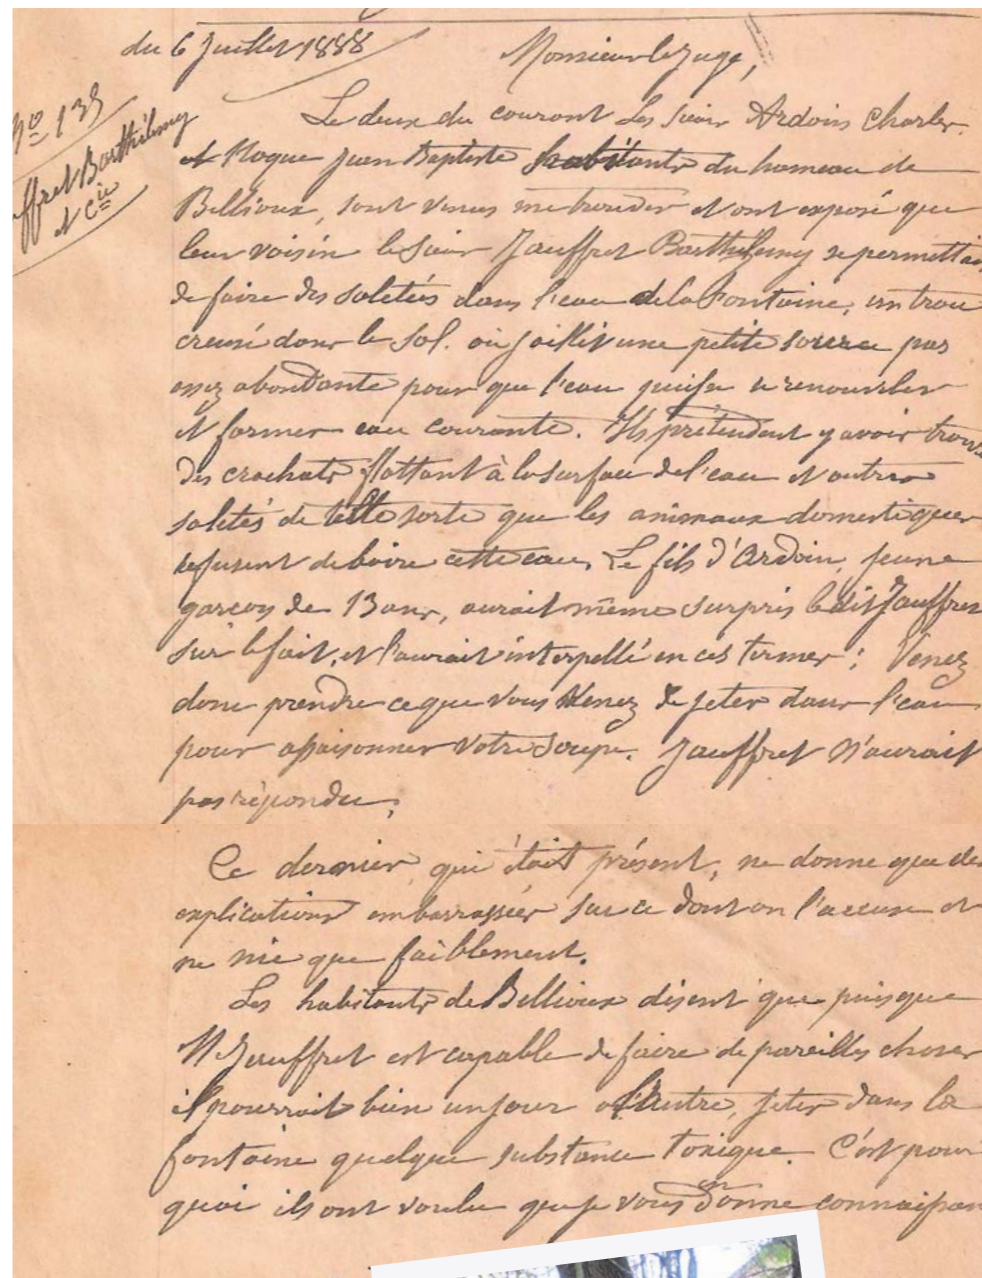 du 6 Juillet 1888
Monsieur le Juge,
No 135
Jauffret Barthélemy
et Cie
Le deux du courant les sieurs Ardoin Charles
et Roque Jean Baptiste habitants du hameau de
Bellioux, sont venus me trouver et ont exposé que
leur voisin le sieur Jauffret Barthélemy se permettai
de faire des saletées dans l'eau de la Fontaine, un trou
creusé dans le sol. où jaillit une petite source pas
assez abondante pour que l'eau puisse se renouveler
et former eau courante. Ils prétendent y avoir trouv
des crachats flottant à la surface de l'eau et autres
saletés de telle sorte que les animaux domestiques
refusent de boire cette eau. Le fils d'Ardoin, jeune
garçon de 13 ans, aurait même surpris ledit Jauffret
sur le fait, et l'aurait interpellé en ces termes: Venez
donc prendre ce que vous venez de jeter dans l'eau
pour assaisonner votre soupe. Jauffret n'aurait
pas répondu.
Ce dernier, qui était présent, ne donne que des
explications embarrassées sur ce dont on l'accuse et
ne nie que faiblement.
Les habitants de Bellioux disent que puisque
M. Jauffret est capable de faire de pareilles choses
il pourrait bien un jour ou l'autre, jeter dans la
fontaine quelque substance toxique. C'est pour
quoi ils ont voulu que je vous en donne connaissan